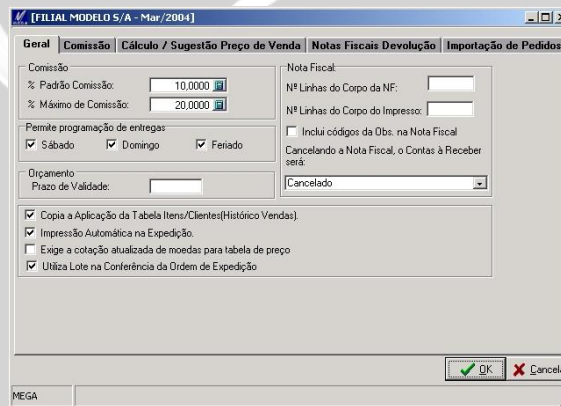 [FILIAL MODELO S/A - Mar/2004]
Geral Comissão Cálculo / Sugestão Preço de Venda Notas Fiscais Devolução Importação de Pedidos
Comissão
% Padrão Comissão: 10,0000
% Máximo de Comissão: 20,0000
Permite programação de entregas
Sábado Domingo Feriado
Orçamento
Prazo de Validade:
Nota Fiscal:
Nº Linhas do Corpo da NF:
Nº Linhas do Corpo do Impresso:
Inclui códigos da Obs. na Nota Fiscal
Cancelando a Nota Fiscal, o Contas à Receber
será:
Cancelado
Copia a Aplicação da Tabela Itens/Clientes(Histórico Vendas).
Impressão Automática na Expedição.
Exige a cotação atualizada de moedas para tabela de preço
Utiliza Lote na Conferência da Ordem de Expedição
OK Cancela
MEGA